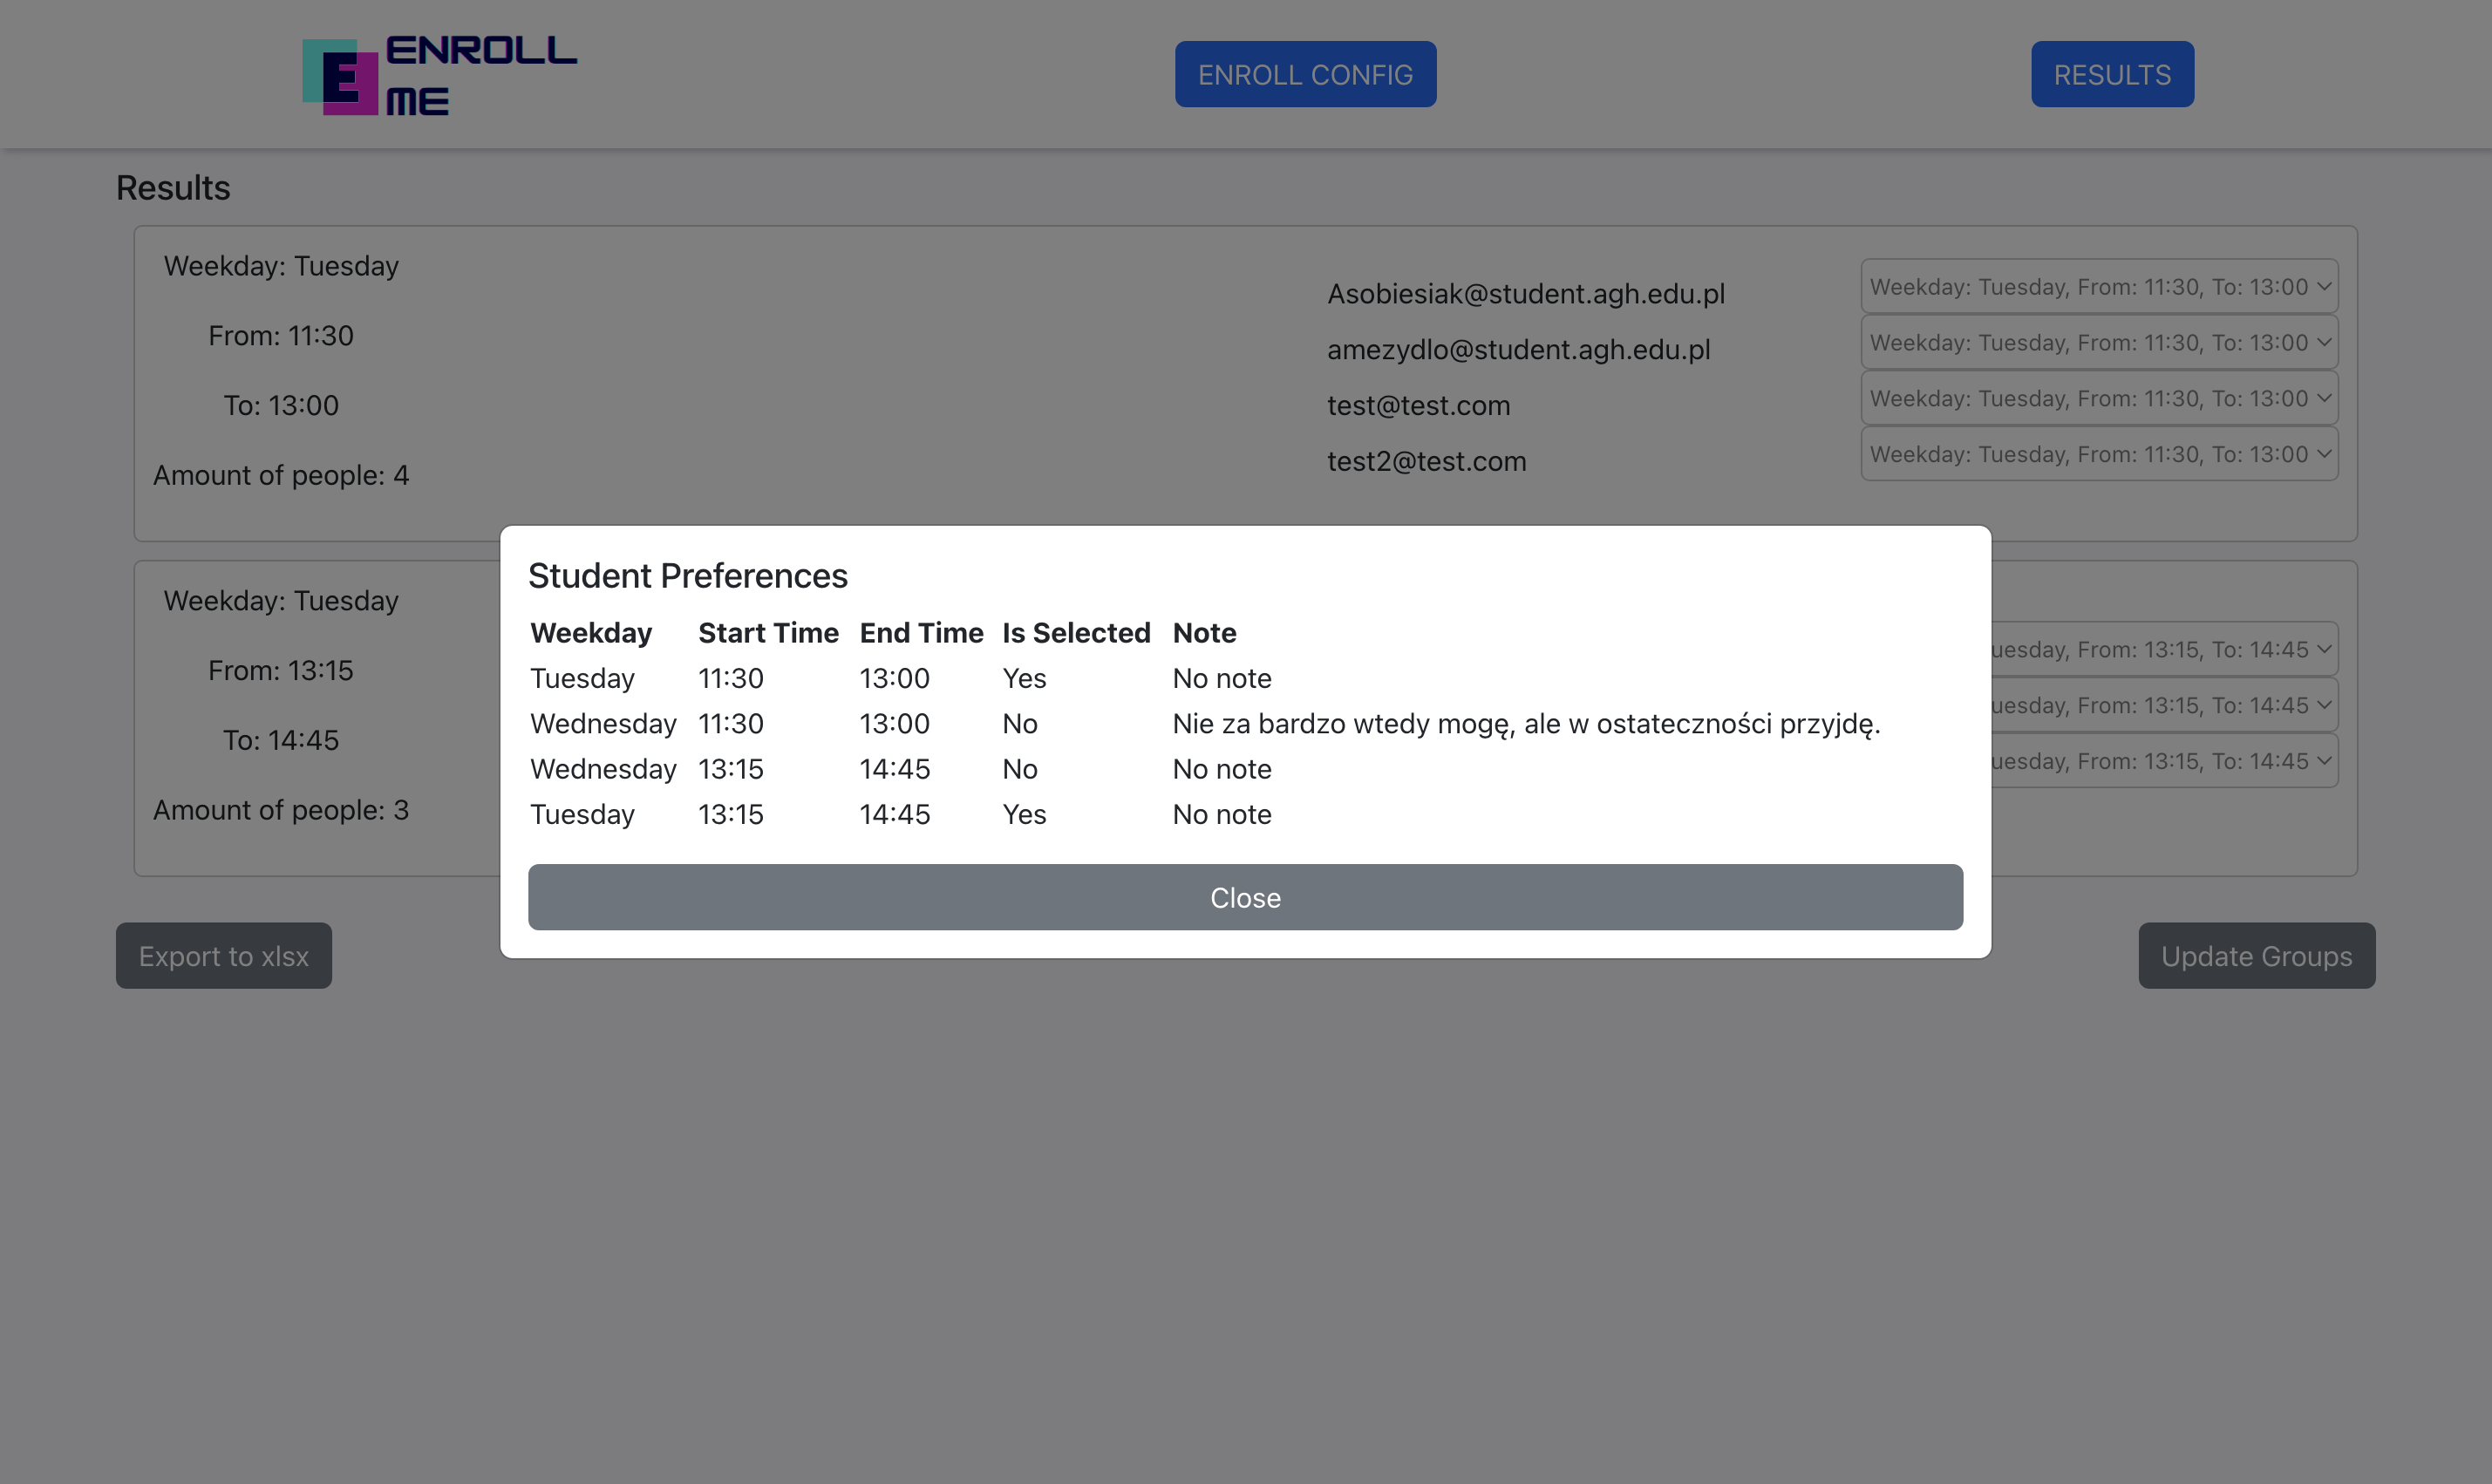 ENROLL
ME
ENROLL CONFIG
RESULTS
Results
Weekday: Tuesday
From: 11:30
To: 13:00
Amount of people: 4
Asobiesiak@student.agh.edu.pl
Weekday: Tuesday, From: 11:30, To: 13:00
amezydlo@student.agh.edu.pl
Weekday: Tuesday, From: 11:30, To: 13:00
test@test.com
Weekday: Tuesday, From: 11:30, To: 13:00
test2@test.com
Weekday: Tuesday, From: 11:30, To: 13:00
Weekday: Tuesday
From: 13:15
To: 14:45
Amount of people: 3
From: 13:15, To: 14:45
From: 13:15, To: 14:45
From: 13:15, To: 14:45
Student Preferences
Weekday Start Time End Time Is Selected Note
Tuesday 11:30 13:00 Yes No note
Wednesday 11:30 13:00 No Nie za bardzo wtedy mogę, ale w ostateczności przyjdę.
Wednesday 13:15 14:45 No No note
Tuesday 13:15 14:45 Yes No note
Close
Export to xlsx
Update Groups